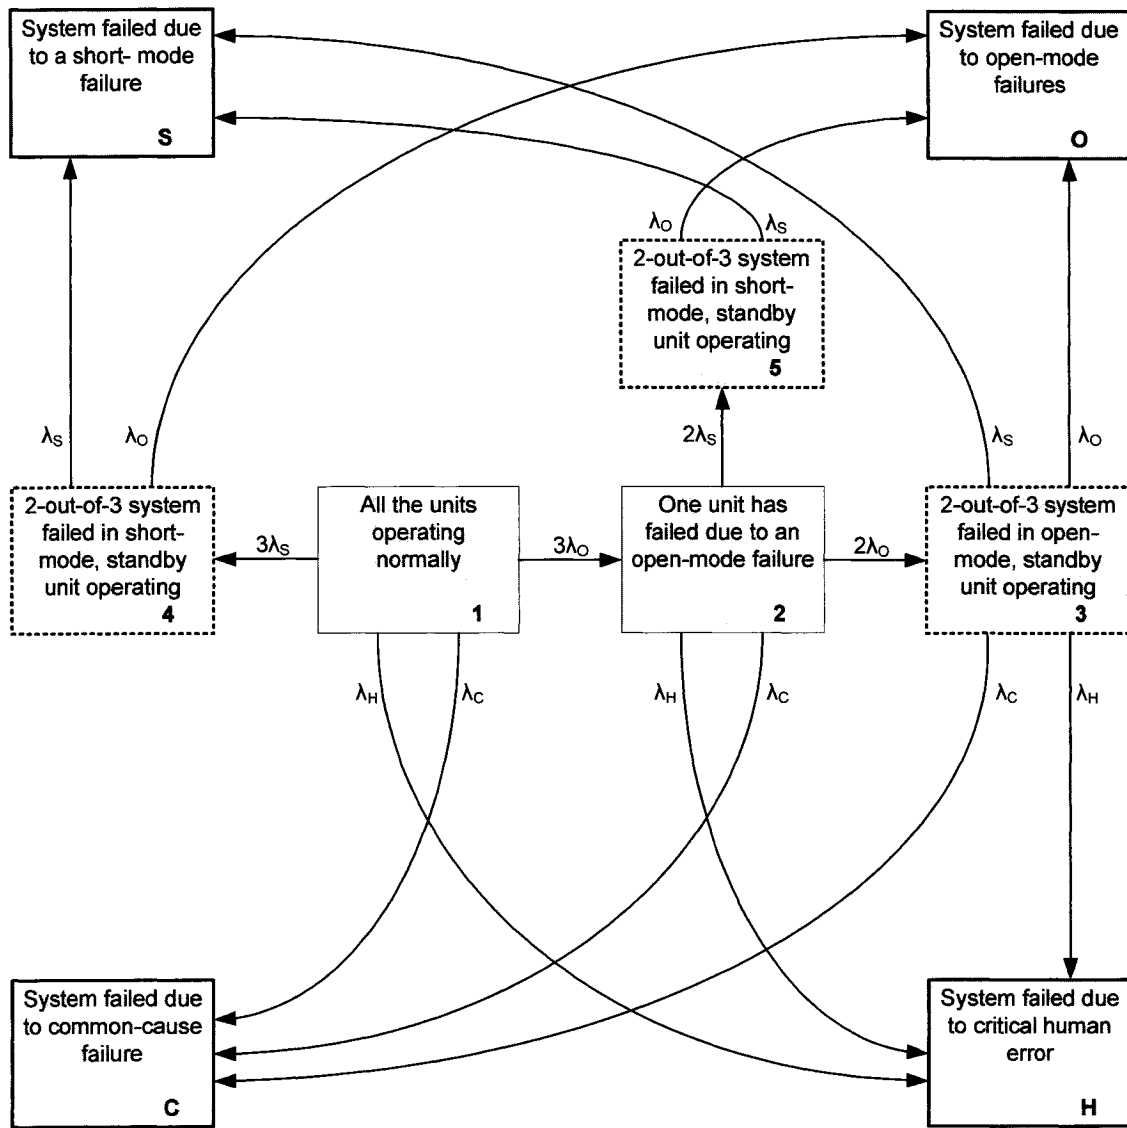 System failed due
to a short- mode
failure
S
System failed due
to open-mode
failures
O
λO
λS
2-out-of-3 system
failed in short-
mode, standby
unit operating
5
λS
λO
2λS
λS
λO
2-out-of-3 system
failed in short-
mode, standby
unit operating
4
3λS
All the units
operating
normally
1
3λO
One unit has
failed due to an
open-mode failure
2
2λO
2-out-of-3 system
failed in open-
mode, standby
unit operating
3
λH
λC
λH
λC
λC
λH
System failed due
to common-cause
failure
C
System failed due
to critical human
error
H